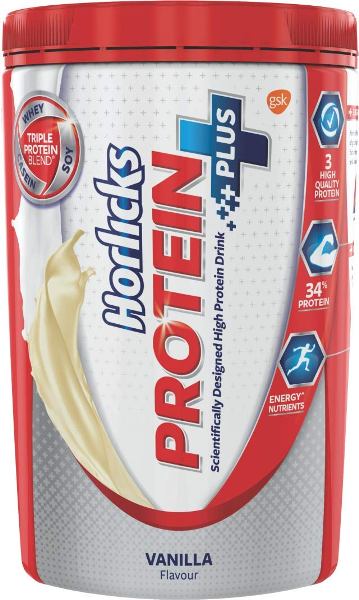 gsk
WHEY
TRIPLE
PROTEIN
BLEND^
CASEIN
SOY
Horlicks
PROTEIN
PLUS
Scientifically Designed High Protein Drink
3
HIGH
QUALITY
PROTEIN
34%
PROTEIN
ENERGY^
NUTRIENTS
VANILLA
Flavour